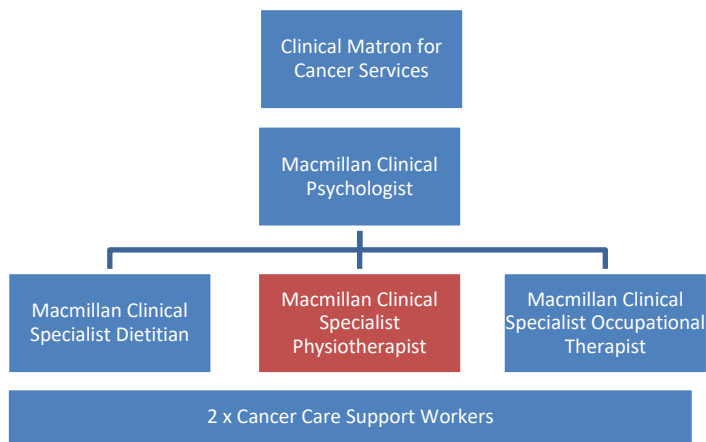 Clinical Matron for
Cancer Services
Macmillan Clinical
Psychologist
Macmillan Clinical
Specialist Dietitian
Macmillan Clinical
Specialist
Physiotherapist
Macmillan Clinical
Specialist Occupational
Therapist
2 x Cancer Care Support Workers